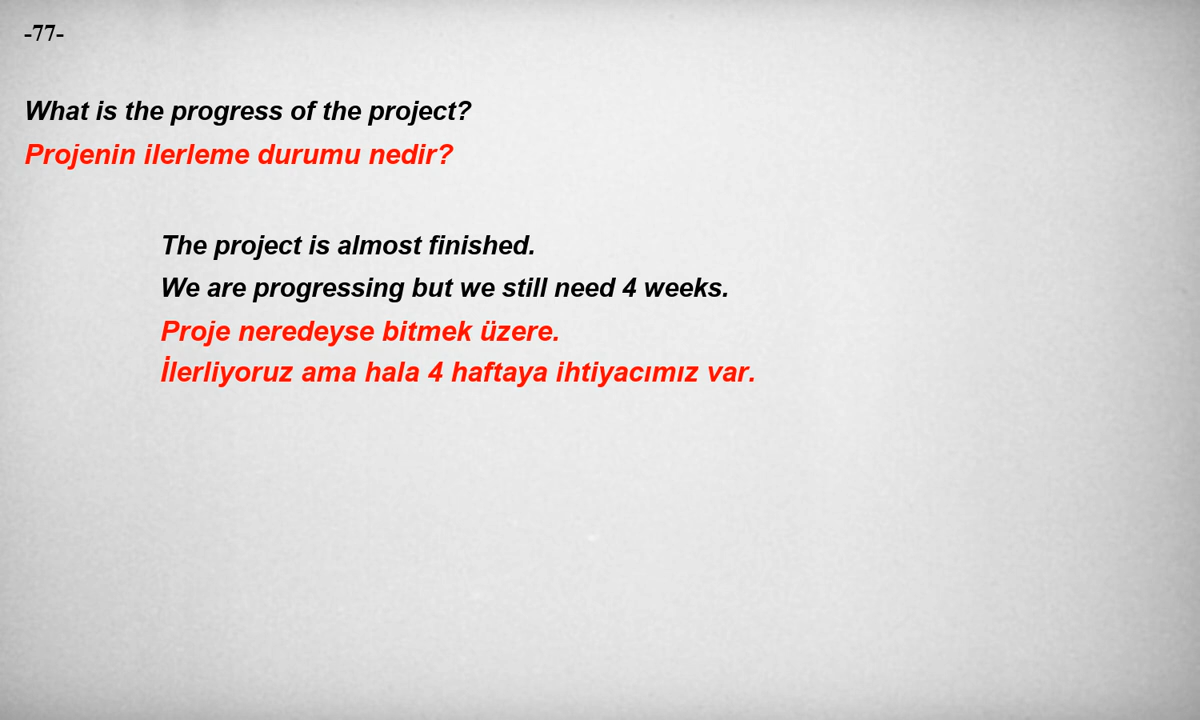 -77-
What is the progress of the project?
Projenin ilerleme durumu nedir?
The project is almost finished.
We are progressing but we still need 4 weeks.
Proje neredeyse bitmek üzere.
İlerliyoruz ama hala 4 haftaya ihtiyacımız var.